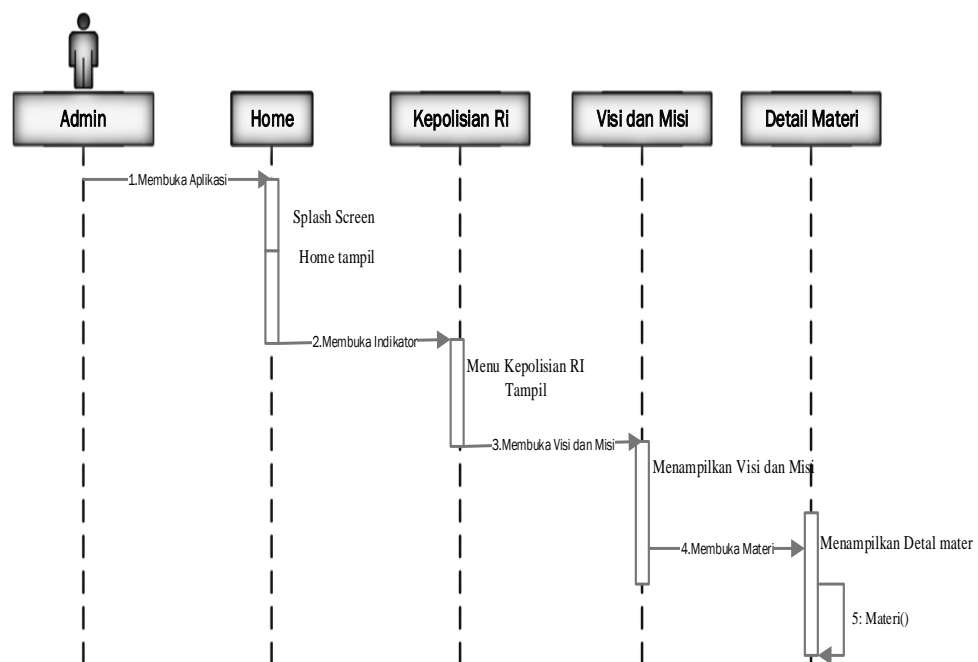 Admin
Home
Kepolisian Ri
Visi dan Misi
Detail Materi
1.Membuka Aplikasi
Splash Screen
Home tampil
2.Membuka Indikator
Menu Kepolisian RI
Tampil
3.Membuka Visi dan Misi
Menampilkan Visi dan Misi
4.Membuka Materi
Menampilkan Detal mater
5: Materi()